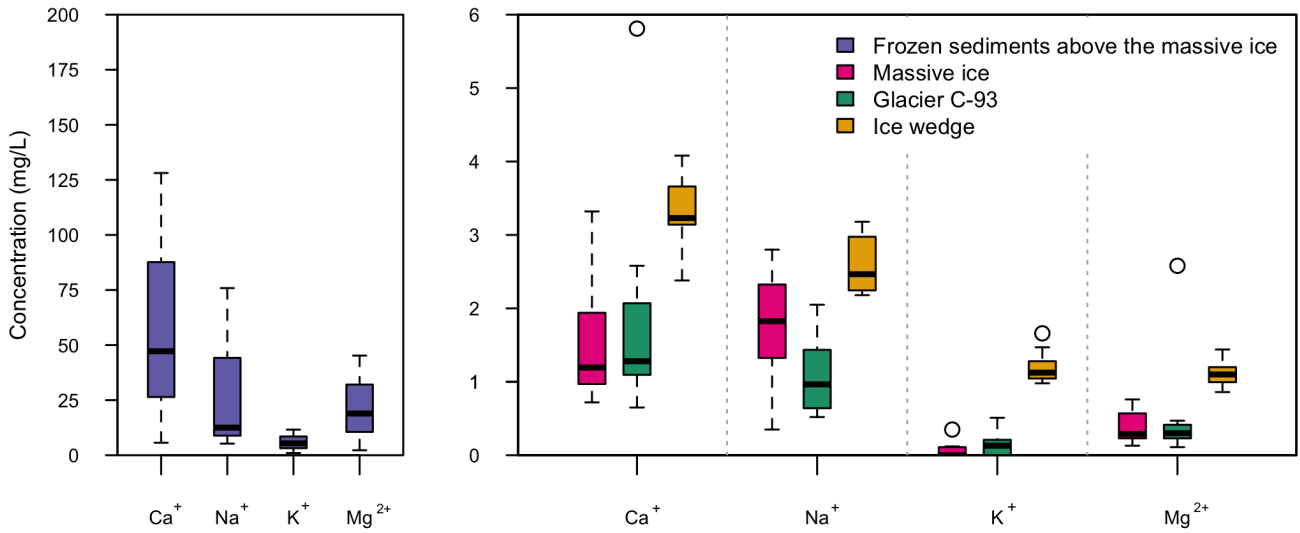 Concentration (mg/L)
200
175
150
125
100
75
50
25
0
Ca+ Na+ K+ Mg2+
6
5
4
3
2
1
0
Frozen sediments above the massive ice
Massive ice
Glacier C-93
Ice wedge
Ca+ Na+ K+ Mg2+